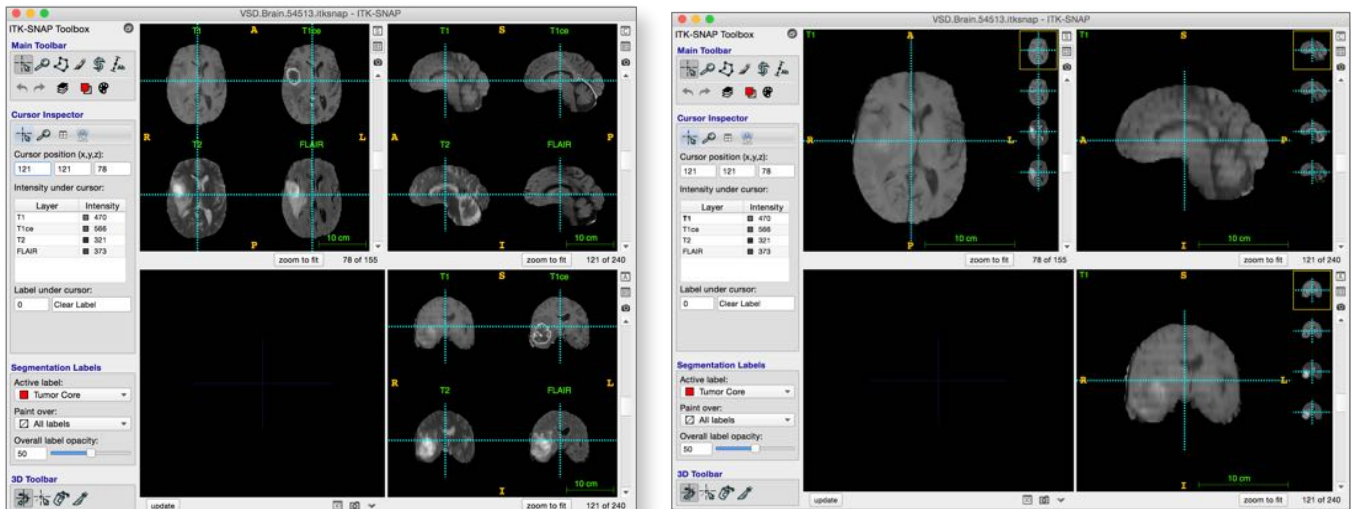 VSD.Brain.54513.itksnap - ITK-SNAP
ITK-SNAP Toolbox
Main Toolbar
Cursor Inspector
Cursor position (x,y,z):
121 121 78
Intensity under cursor:
Layer Intensity
T1 470
T1ce 566
T2 321
FLAIR 373
Label under cursor:
0 Clear Label
Segmentation Labels
Active label:
Tumor Core
Paint over:
All labels
Overall label opacity:
50
3D Toolbar
T1 A T1ce
R L
T2 FLAIR
P
10 cm
zoom to fit 78 of 155
T1 S T1ce
A P
T2 FLAIR
I
10 cm
zoom to fit 121 of 240
update
T1 S T1ce
R L
T2 FLAIR
I
10 cm
zoom to fit 121 of 240
VSD.Brain.54513.itksnap - ITK-SNAP
ITK-SNAP Toolbox
Main Toolbar
Cursor Inspector
Cursor position (x,y,z):
121 121 78
Intensity under cursor:
Layer Intensity
T1 470
T1ce 566
T2 321
FLAIR 373
Label under cursor:
0 Clear Label
Segmentation Labels
Active label:
Tumor Core
Paint over:
All labels
Overall label opacity:
50
3D Toolbar
T1 A
R L
P
10 cm
zoom to fit 78 of 155
T1 S
A P
I
10 cm
zoom to fit 121 of 240
update
T1 S
R L
I
10 cm
zoom to fit 121 of 240